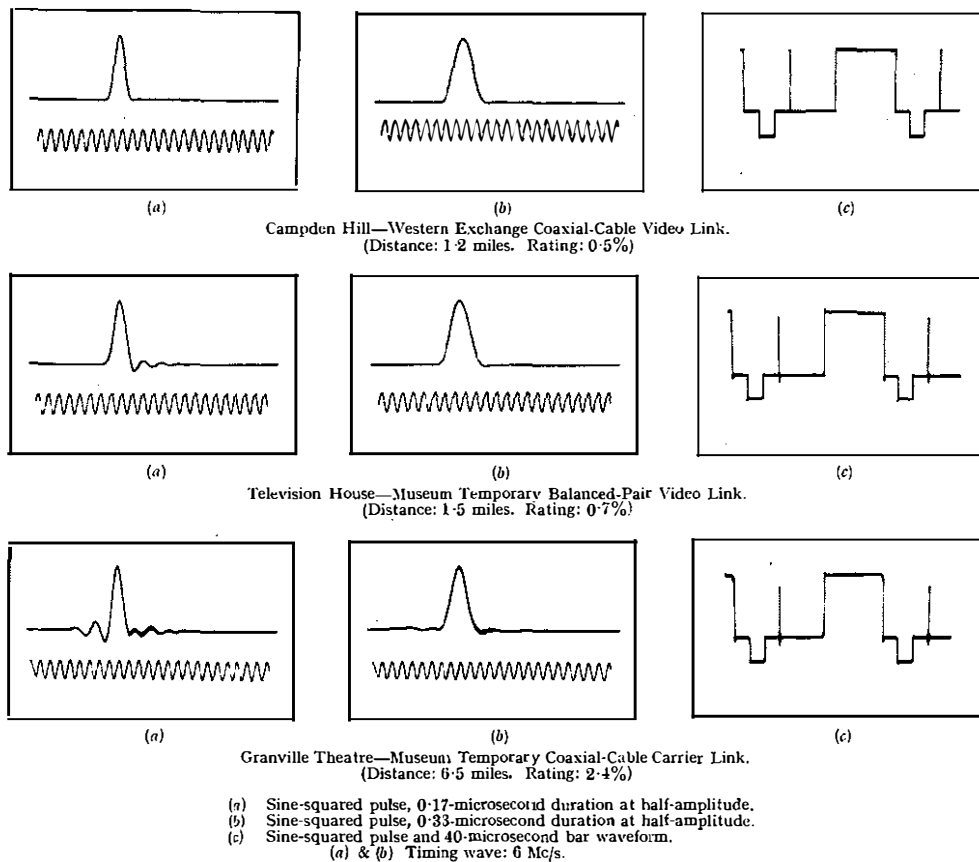 (a) (b) (c)
Campden Hill—Western Exchange Coaxial-Cable Video Link.
(Distance: 1·2 miles. Rating: 0·5%)
(a) (b) (c)
Television House—Museum Temporary Balanced-Pair Video Link.
(Distance: 1·5 miles. Rating: 0·7%)
(a) (b) (c)
Granville Theatre—Museum Temporary Coaxial-Cable Carrier Link.
(Distance: 6·5 miles. Rating: 2·4%)
(a) Sine-squared pulse, 0·17-microsecond duration at half-amplitude.
(b) Sine-squared pulse, 0·33-microsecond duration at half-amplitude.
(c) Sine-squared pulse and 40-microsecond bar waveform.
(a) & (b) Timing wave: 6 Mc/s.